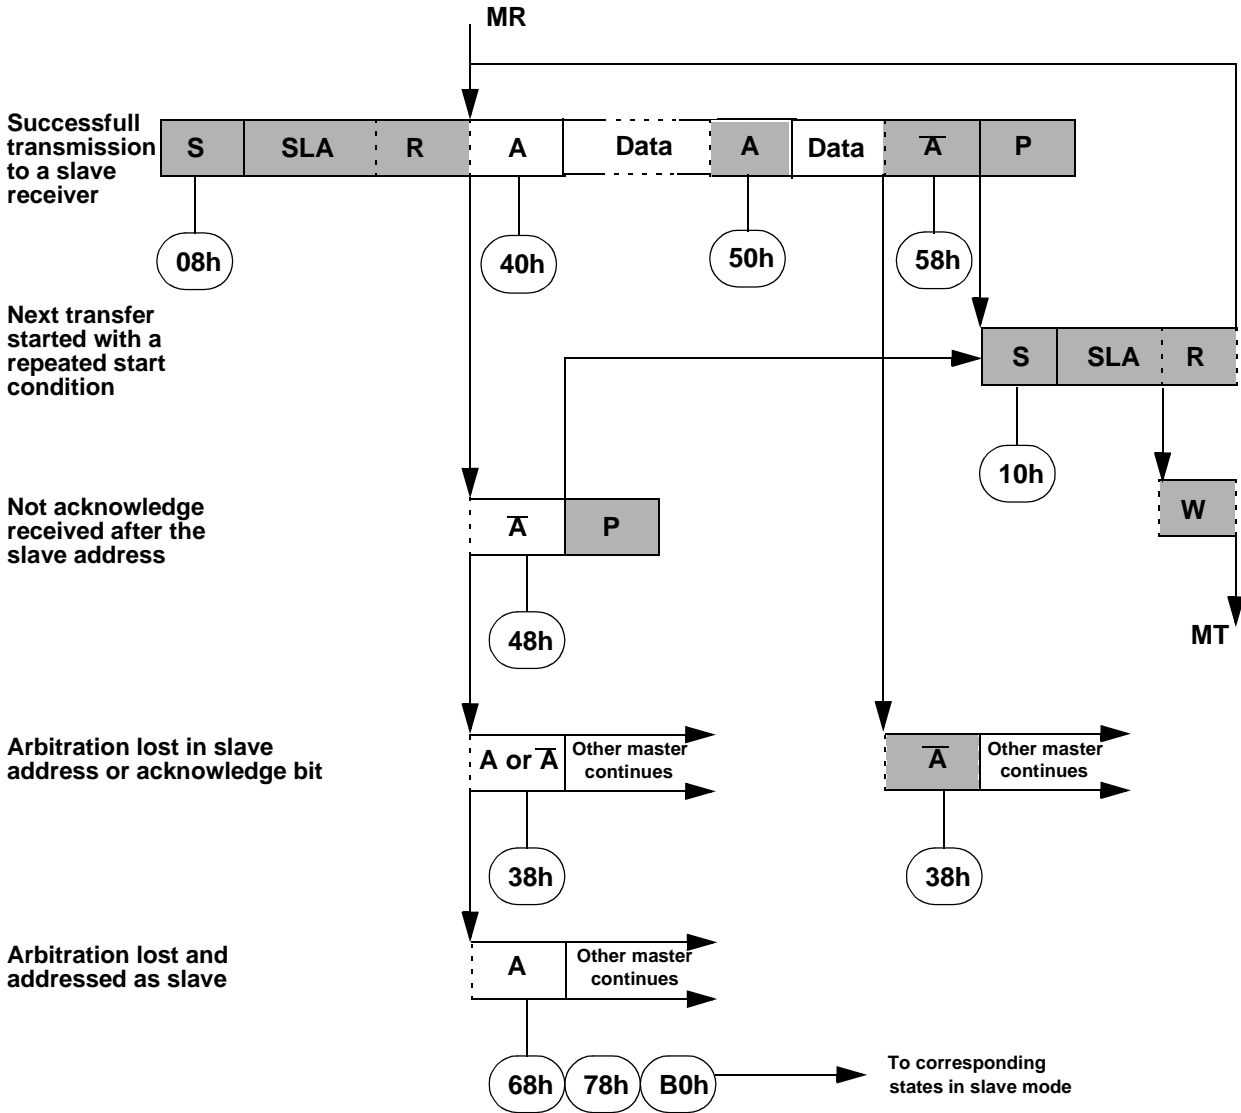 MR
Successfull
transmission
to a slave
receiver
S SLA R A Data A Data A̅ P
08h 40h 50h 58h
Next transfer
started with a
repeated start
condition
S SLA R
10h
Not acknowledge
received after the
slave address
A̅ P
W
48h
MT
Arbitration lost in slave
address or acknowledge bit
A or A̅ Other master
continues
A̅ Other master
continues
38h 38h
Arbitration lost and
addressed as slave
A Other master
continues
68h 78h B0h
To corresponding
states in slave mode